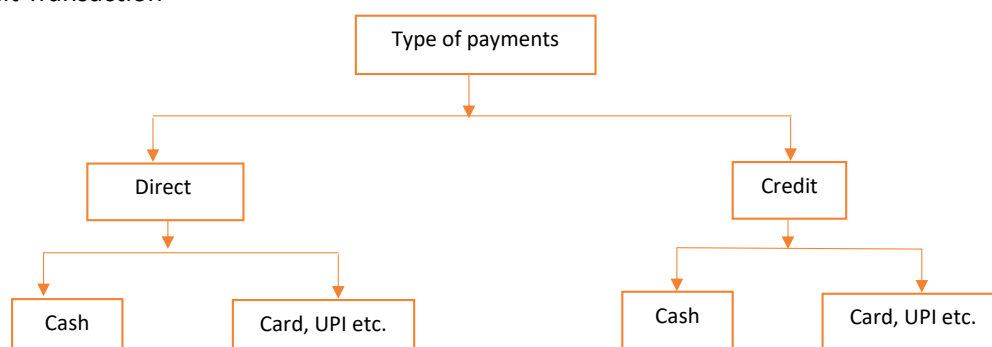 Type of payments
Direct
Credit
Cash
Card, UPI etc.
Cash
Card, UPI etc.